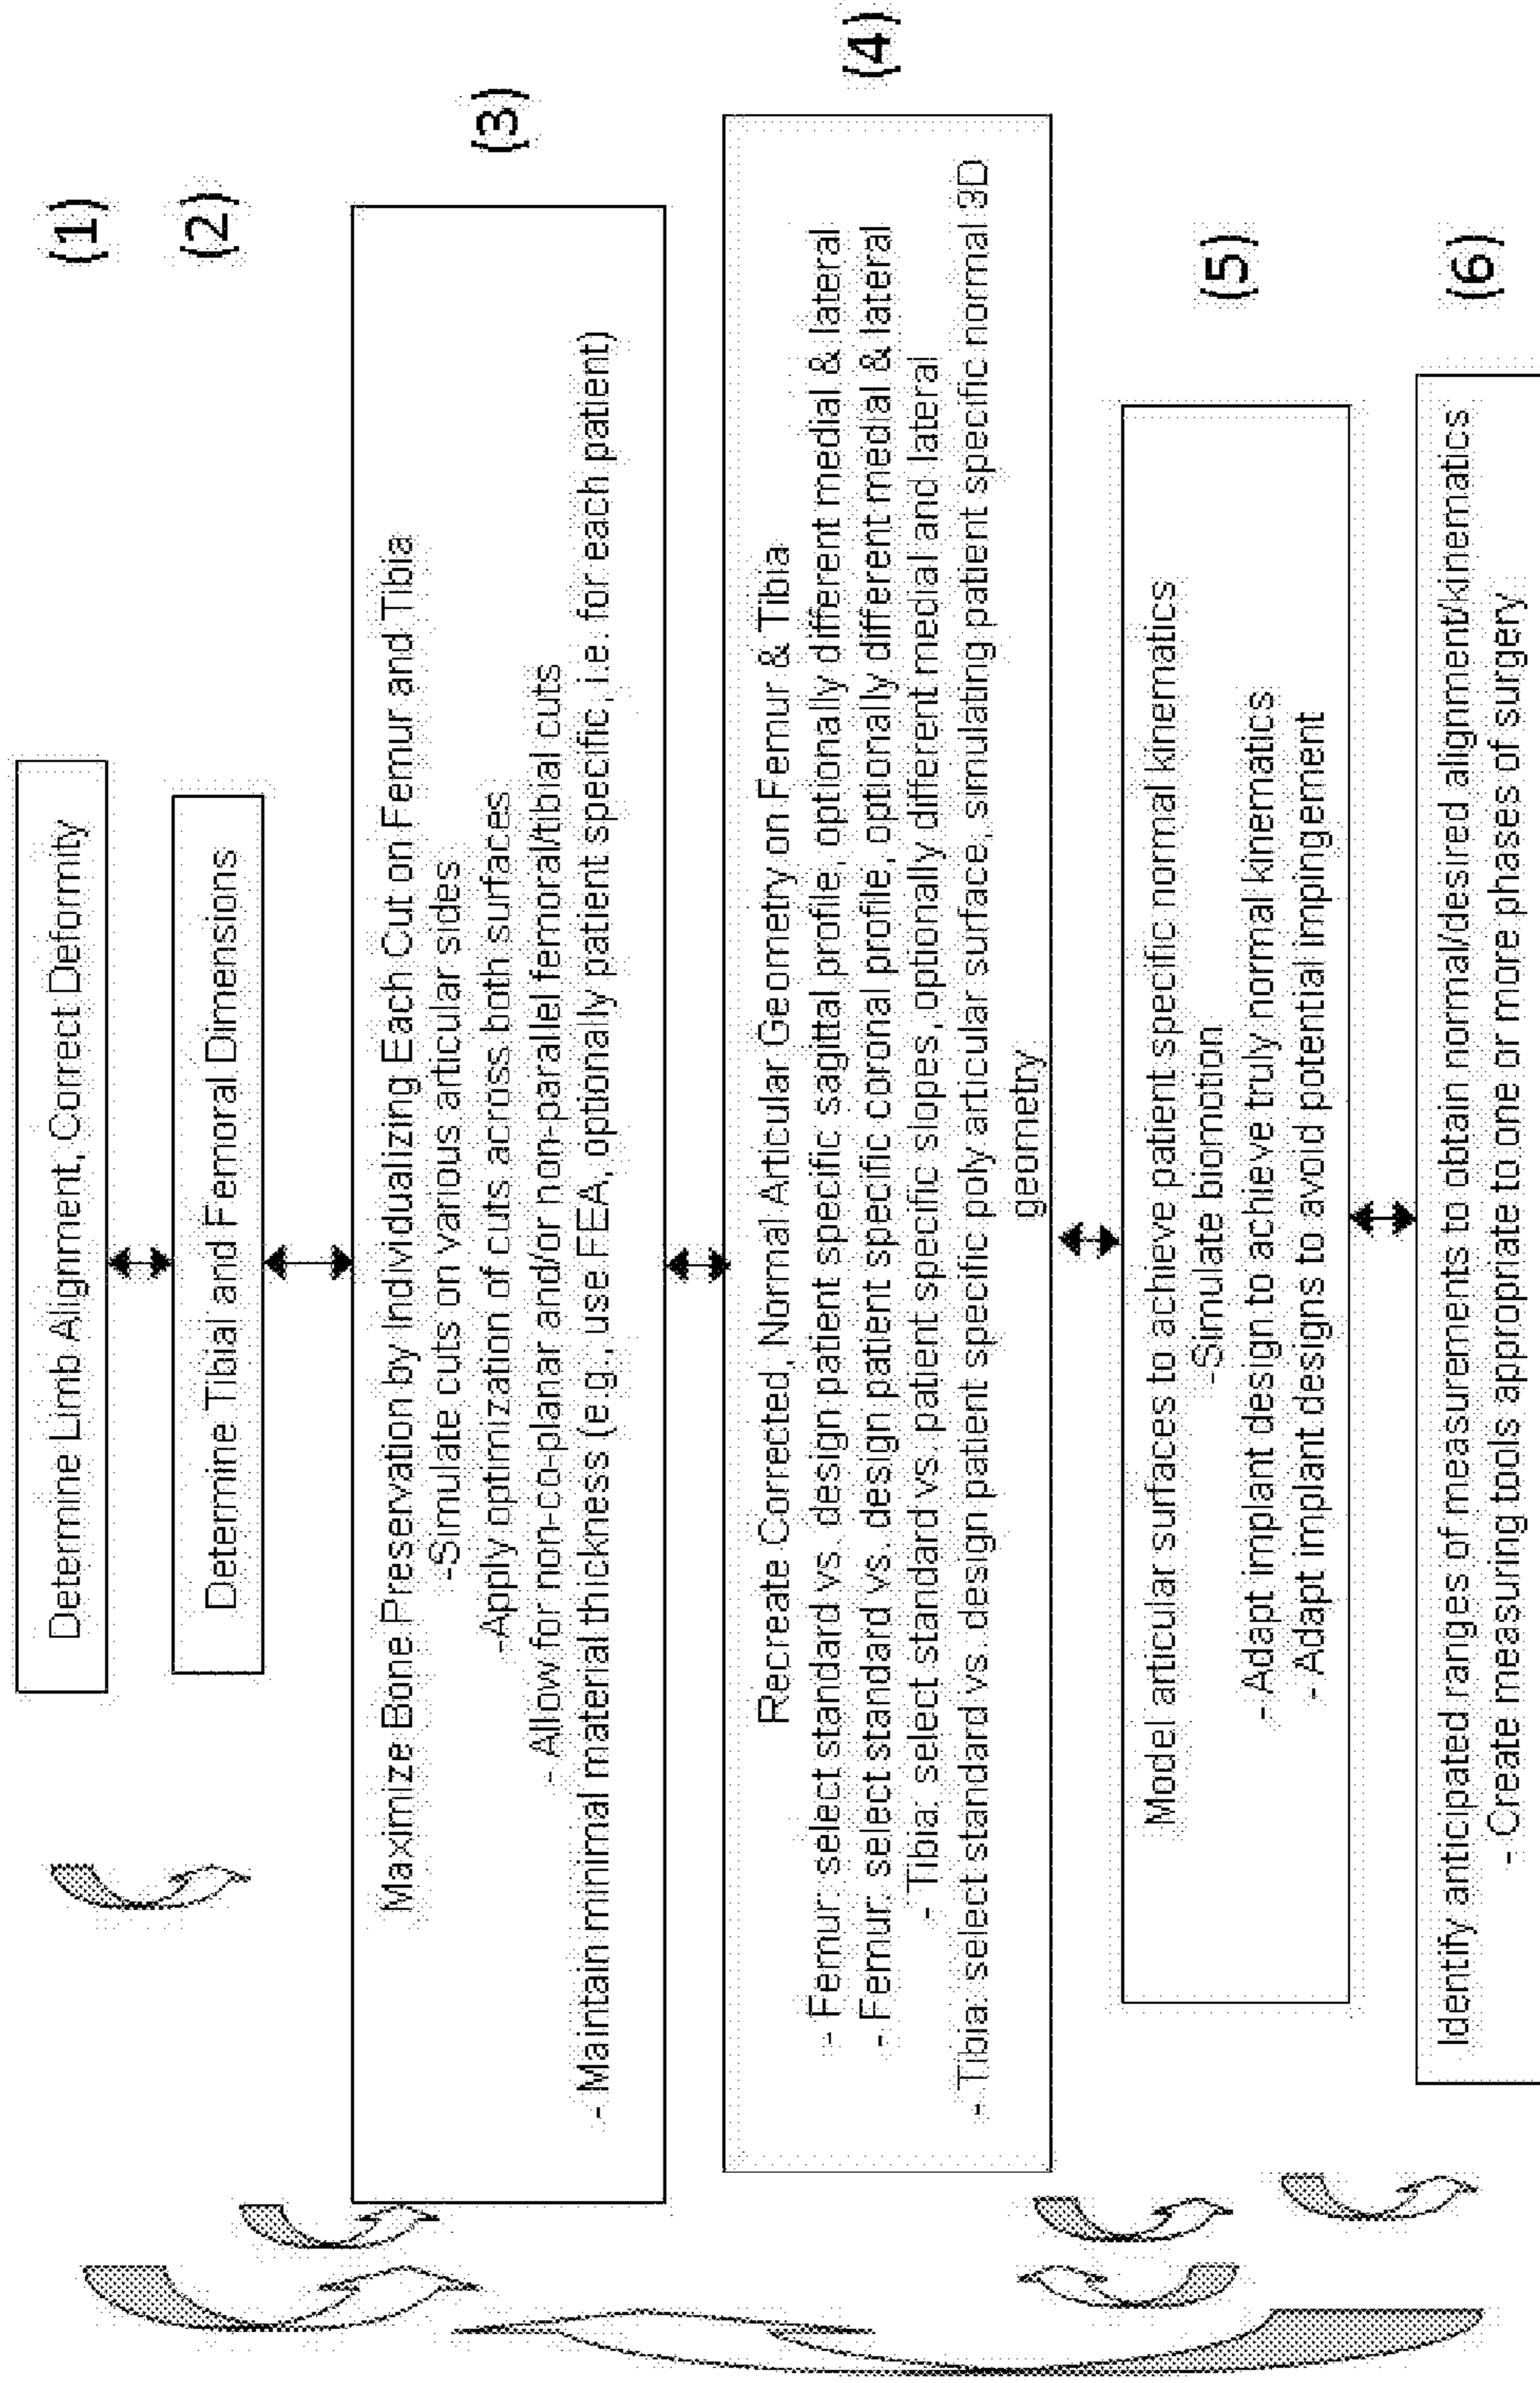 Determine Limb Alignment, Correct Deformity
(1)
Determine Tibial and Femoral Dimensions
(2)
Maximize Bone Preservation by Individualizing Each Cut on Femur and Tibia
-Simulate cuts on various articular sides
-Apply optimization of cuts across both surfaces
- Allow for non-co-planar and/or non-parallel femoral/tibial cuts
- Maintain minimal material thickness (e.g., use FEA, optionally patient specific, i.e. for each patient)
(3)
Recreate Corrected, Normal Articular Geometry on Femur & Tibia
- Femur: select standard vs. design patient specific sagittal profile, optionally different medial & lateral
- Femur: select standard vs. design patient specific coronal profile, optionally different medial & lateral
- Tibia: select standard vs. patient specific slopes, optionally different medial and lateral
- Tibia: select standard vs. design patient specific poly articular surface, simulating patient specific normal 3D
geometry
(4)
Model articular surfaces to achieve patient specific normal kinematics
-Simulate biomotion
-Adapt implant design to achieve truly normal kinematics
- Adapt implant designs to avoid potential impingement
(5)
Identify anticipated ranges of measurements to obtain normal/desired alignment/kinematics
- Create measuring tools appropriate to one or more phases of surgery
(6)